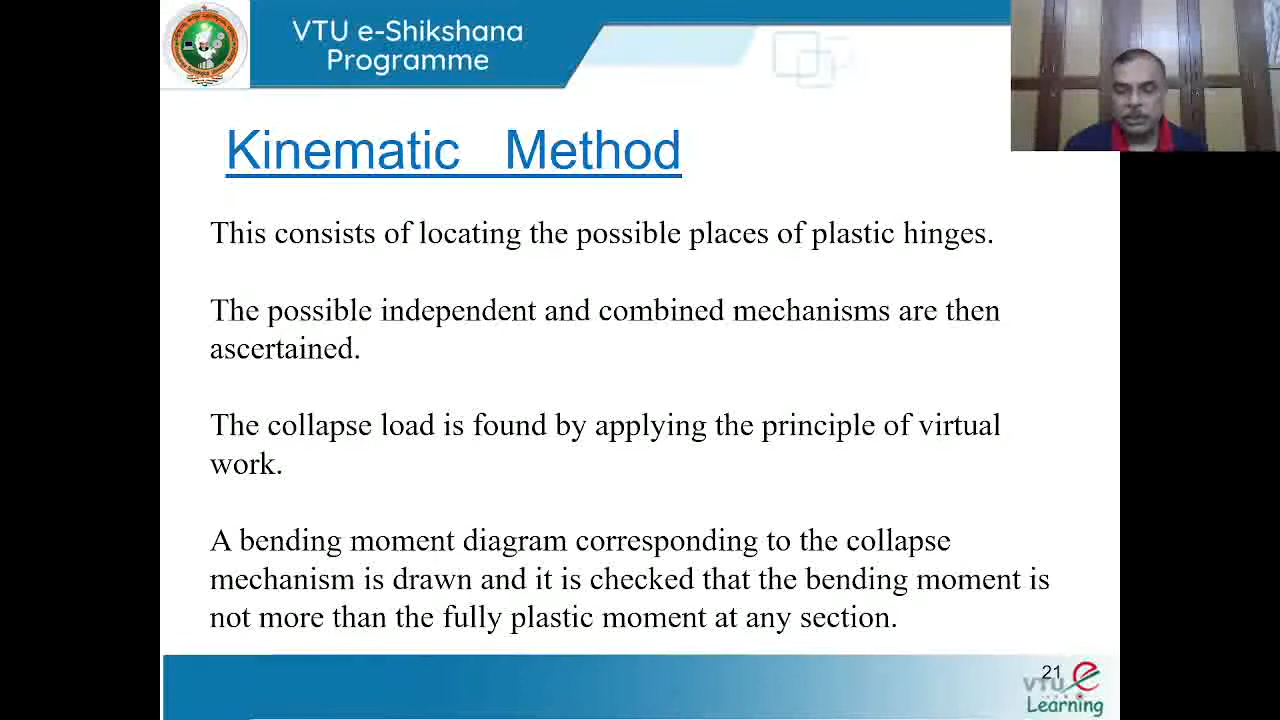 VTU e-Shikshana
Programme
Kinematic Method
This consists of locating the possible places of plastic hinges.
The possible independent and combined mechanisms are then
ascertained.
The collapse load is found by applying the principle of virtual
work.
A bending moment diagram corresponding to the collapse
mechanism is drawn and it is checked that the bending moment is
not more than the fully plastic moment at any section.
21
VTU e
Learning